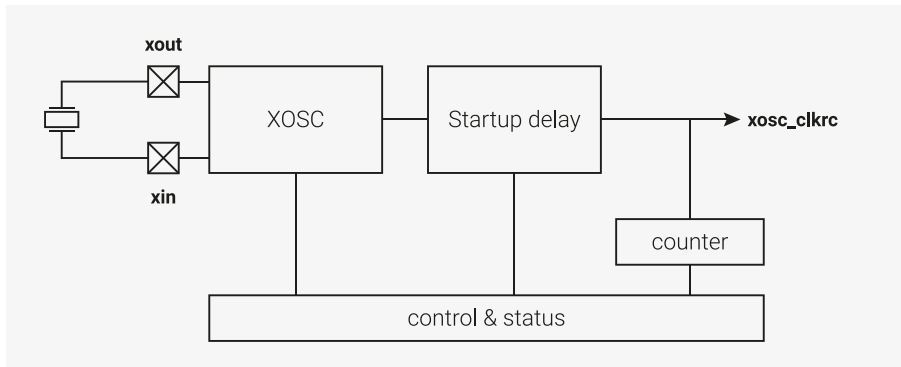 xout
XOSC
Startup delay
xosc_clkrc
xin
counter
control & status